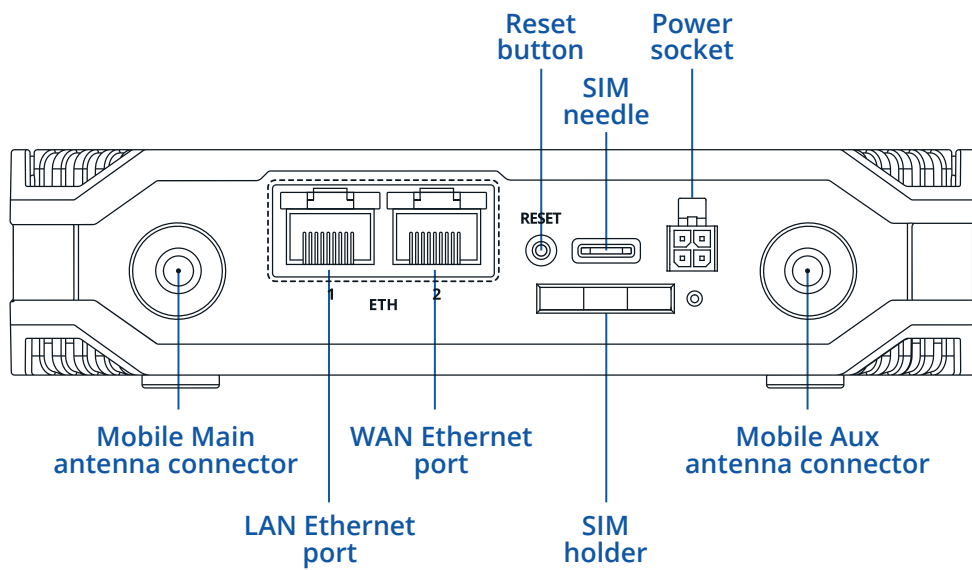 Reset
button
Power
socket
SIM
needle
RESET
1
2
ETH
Mobile Main
antenna connector
WAN Ethernet
port
Mobile Aux
antenna connector
LAN Ethernet
port
SIM
holder